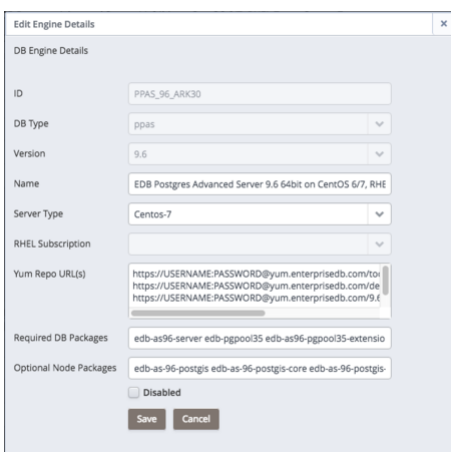 Edit Engine Details
×
DB Engine Details
ID
PPAS_96_ARK30
DB Type
ppas
Version
9.6
Name
EDB Postgres Advanced Server 9.6 64bit on CentOS 6/7, RHE
Server Type
Centos-7
RHEL Subscription
Yum Repo URL(s)
https://USERNAME:PASSWORD@yum.enterprisedb.com/too
https://USERNAME:PASSWORD@yum.enterprisedb.com/de
https://USERNAME:PASSWORD@yum.enterprisedb.com/9.6
Required DB Packages
edb-as96-server edb-pgpool35 edb-as96-pgpool35-extensio
Optional Node Packages
edb-as-96-postgis edb-as-96-postgis-core edb-as-96-postgis-
Disabled
Save
Cancel